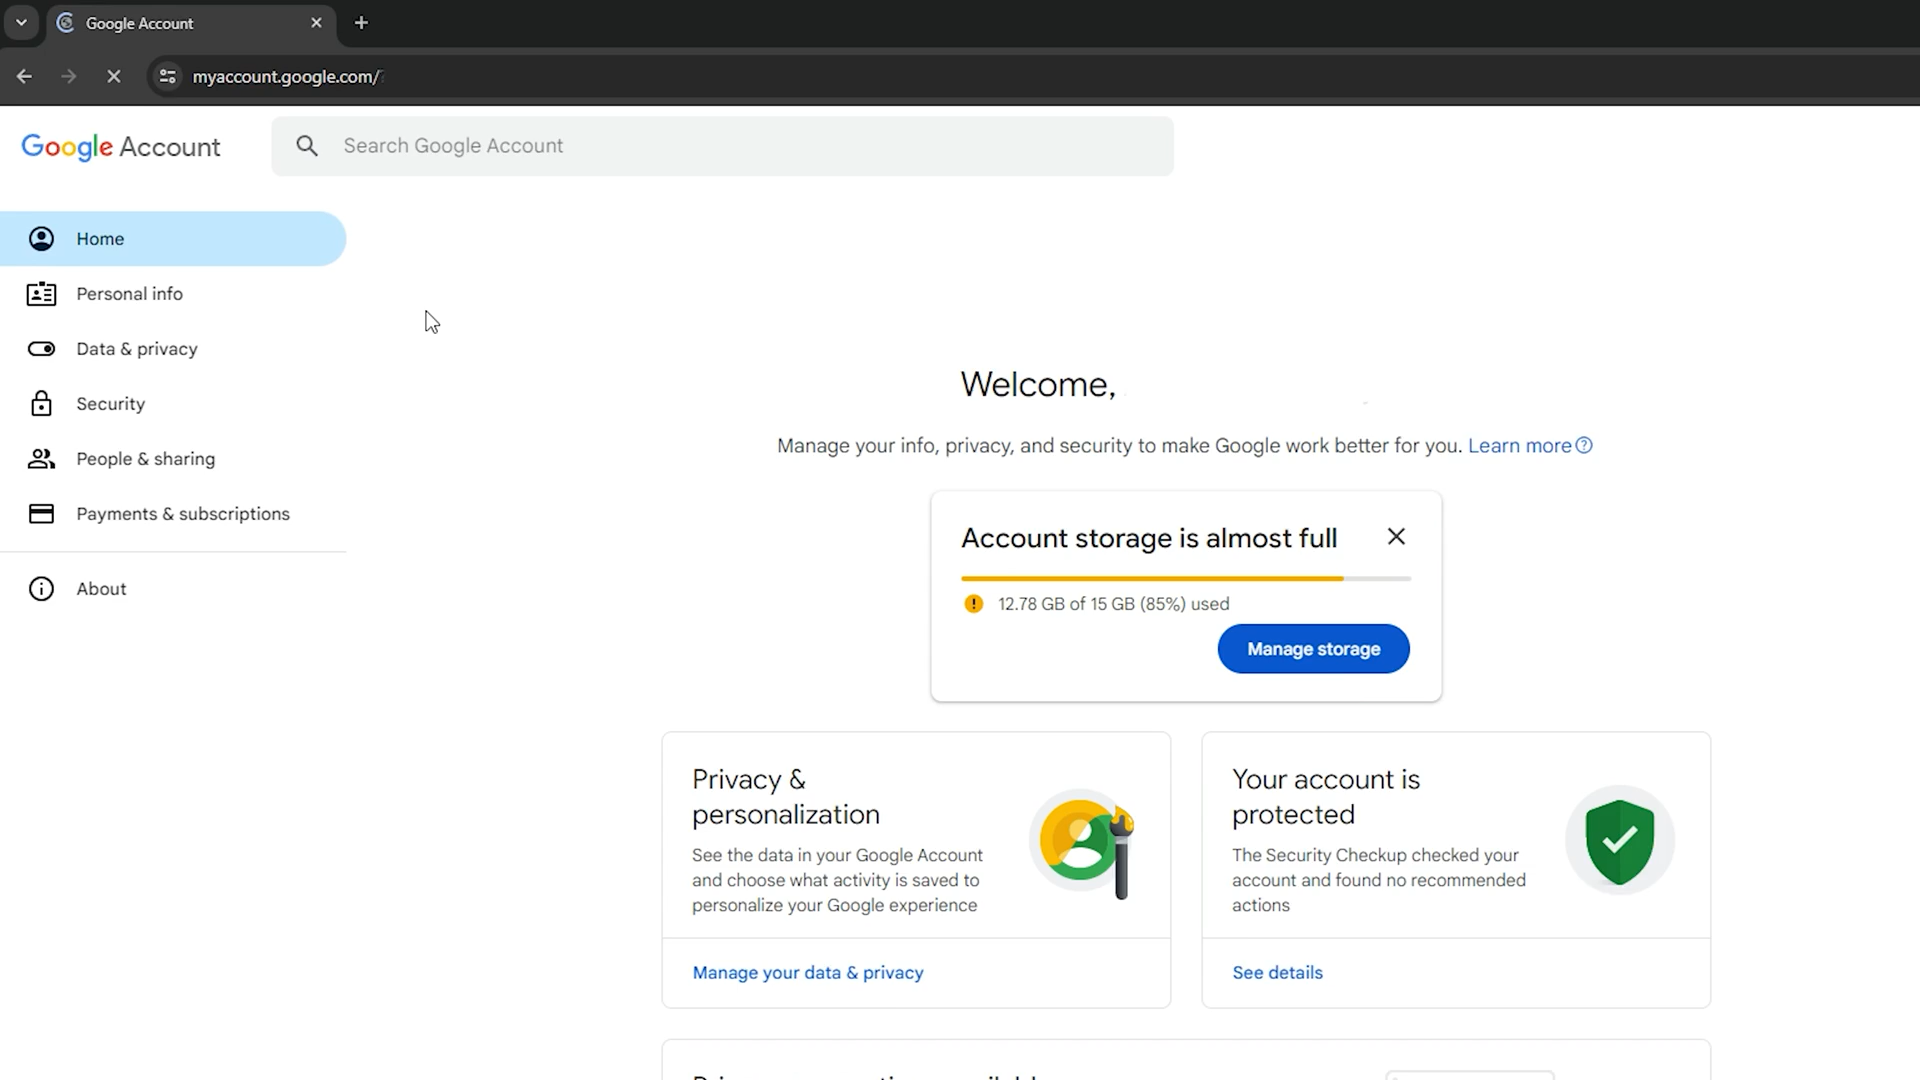 Google Account
myaccount.google.com/
Google Account
Search Google Account
Home
Personal info
Data & privacy
Security
People & sharing
Payments & subscriptions
About
Welcome,
Manage your info, privacy, and security to make Google work better for you. Learn more
Account storage is almost full
12.78 GB of 15 GB (85%) used
Manage storage
Privacy &
personalization
See the data in your Google Account
and choose what activity is saved to
personalize your Google experience
Manage your data & privacy
Your account is
protected
The Security Checkup checked your
account and found no recommended
actions
See details